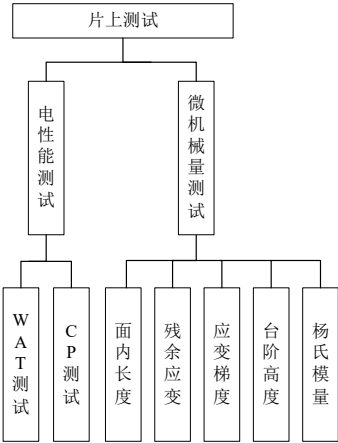 片上测试
电性能测试
微机械量测试
WAT测试
CP测试
面内长度
残余应变
应变梯度
台阶高度
杨氏模量